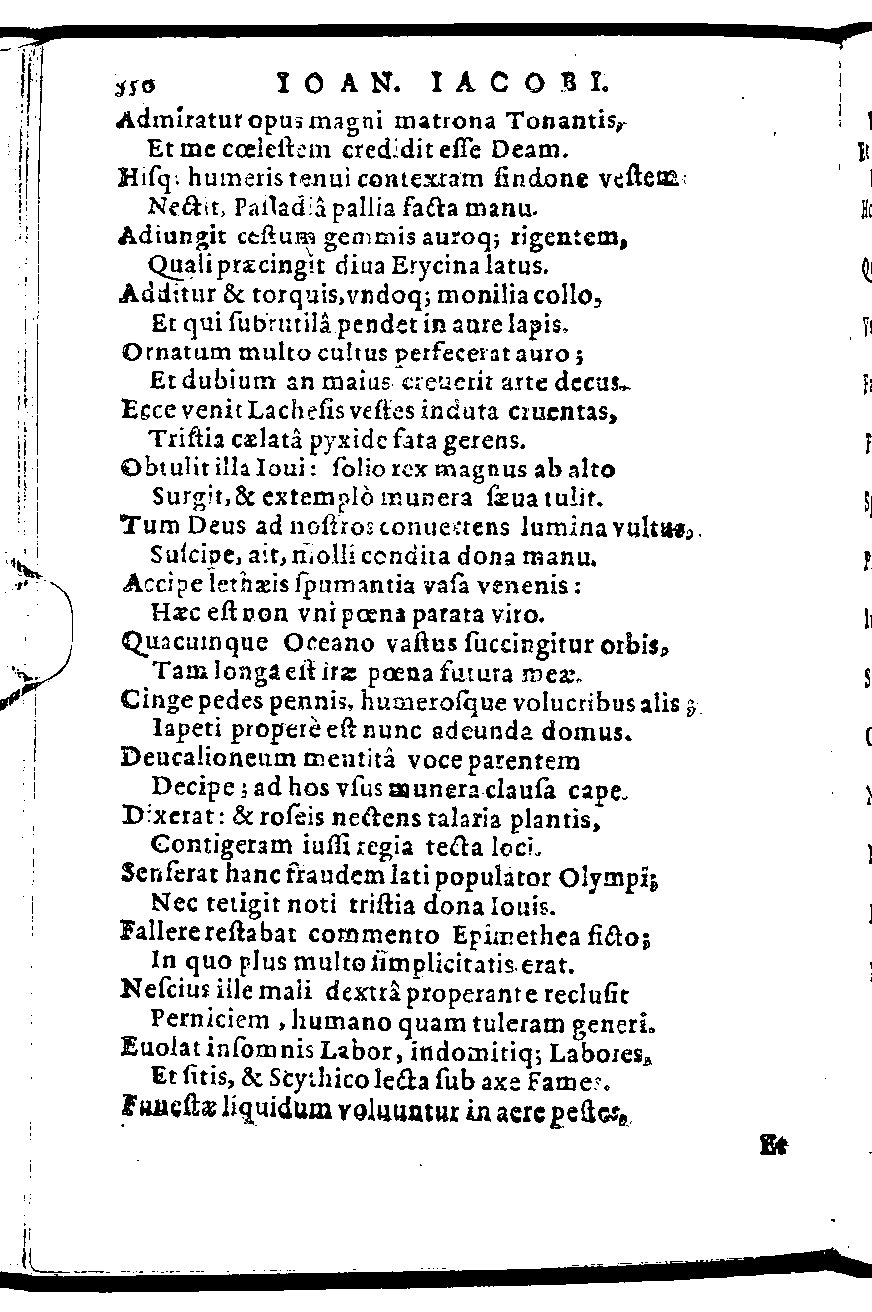 350 IOAN. IACOBI.
Admiratur opus magni matrona Tonantis,
Et me cœleſtem credidit eſſe Deam.
Hiſq; humeris tenui contextam ſindone veſtem
Nectit, Palladiâ pallia facta manu.
Adiungit ceſtum gemmis auroq; rigentem,
Quali præcingit diua Erycina latus.
Additur & torquis, vndoq; monilia collo,
Et qui ſubrutilâ pendet in aure lapis.
Ornatum multo cultus perfecerat auro;
Et dubium an maius creuerit arte decus.
Ecce venit Lacheſis veſtes induta cruentas,
Triſtia cælatâ pyxide fata gerens.
Obtulit illa Ioui: ſolio rex magnus ab alto
Surgit, & extemplò munera ſæua tulit.
Tum Deus ad noſtros conuertens lumina vultus,
Suſcipe, ait, molli condita dona manu.
Accipe lethæis ſpumantia vaſa venenis:
Hæc eſt non vni pœna parata viro.
Quacumque Oceano vaſtus ſuccingitur orbis,
Tam longa eſt iræ pœna futura meæ.
Cinge pedes pennis, humeroſque volucribus alis;
Iapeti properè eſt nunc adeunda domus.
Deucalioneum mentitâ voce parentem
Decipe; ad hos vſus munera clauſa cape.
Dixerat: & roſeis nectens talaria plantis,
Contigeram iuſſi regia tecta loci.
Senſerat hanc fraudem lati populator Olympi;
Nec tetigit noti triſtia dona Iouis.
Fallere reſtabat commento Epimethea ficto;
In quo plus multo ſimplicitatis erat.
Neſcius ille mali dextrâ properante recluſit
Perniciem, humano quam tuleram generi.
Euolat inſomnis Labor, indomitiq; Labores,
Et ſitis, & Scythico lecta ſub axe Fames.
Funeſtæ liquidum voluuntur in aere peſtes,
Et